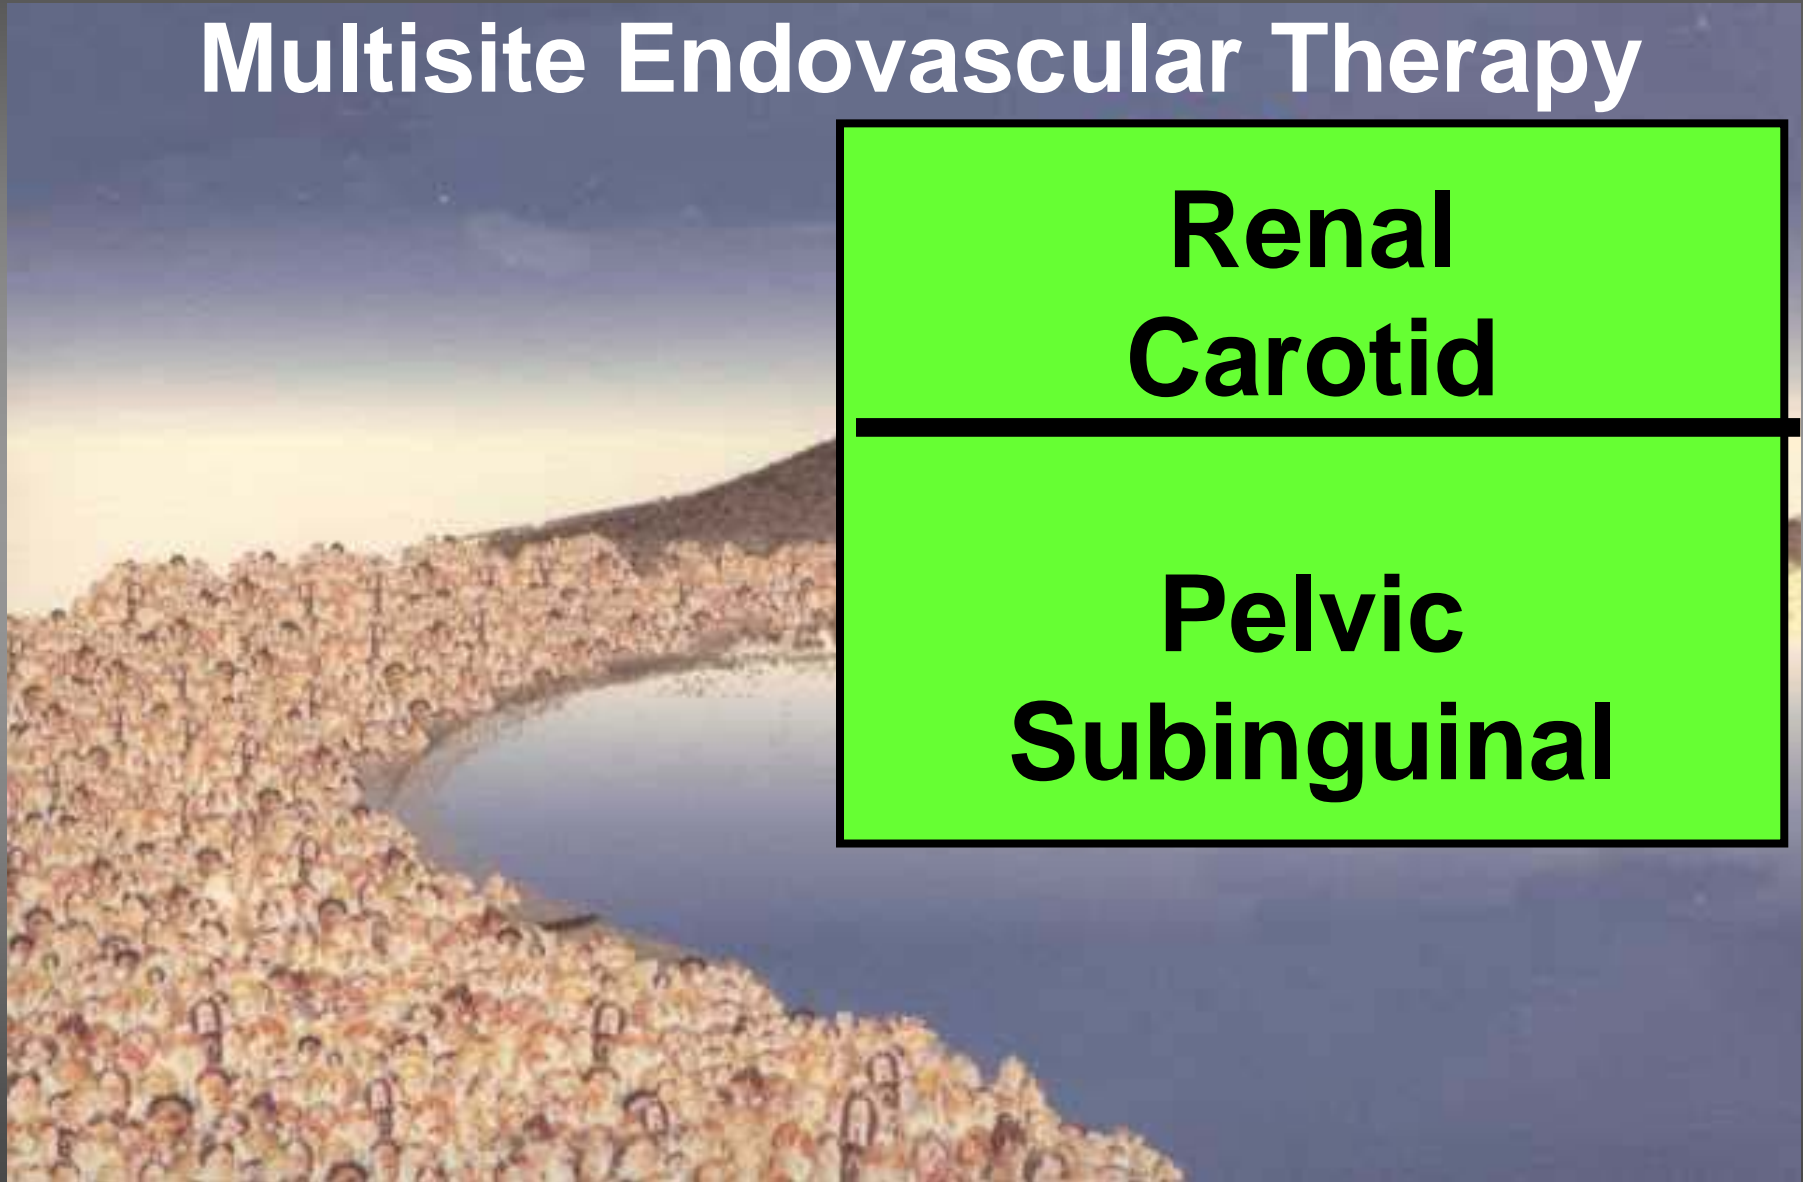 Multisite Endovascular Therapy
Renal
Carotid
Pelvic
Subinguinal